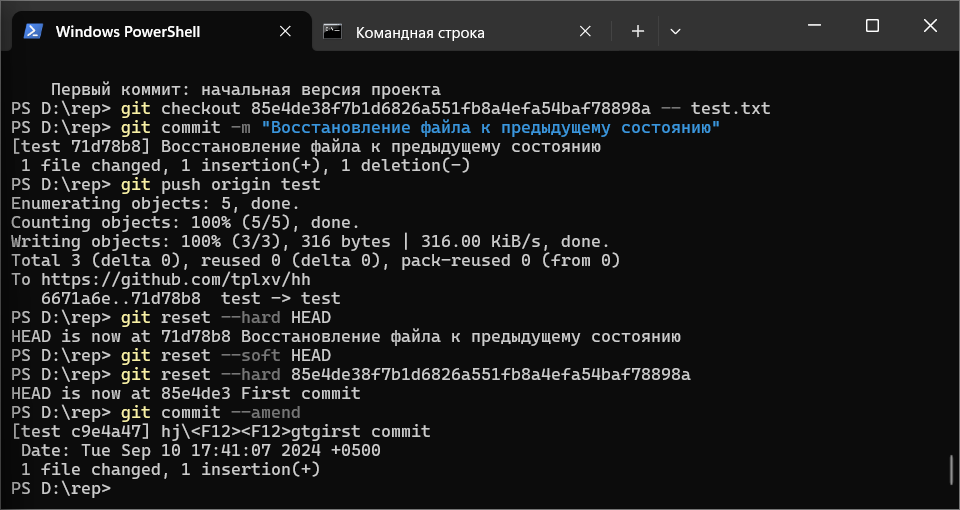 Windows PowerShell
Командная строка
Первый коммит: начальная версия проекта
PS D:\rep> git checkout 85e4de38f7b1d6826a551fb8a4efa54baf78898a -- test.txt
PS D:\rep> git commit -m "Восстановление файла к предыдущему состоянию"
[test 71d78b8] Восстановление файла к предыдущему состоянию
1 file changed, 1 insertion(+), 1 deletion(-)
PS D:\rep> git push origin test
Enumerating objects: 5, done.
Counting objects: 100% (5/5), done.
Writing objects: 100% (3/3), 316 bytes | 316.00 KiB/s, done.
Total 3 (delta 0), reused 0 (delta 0), pack-reused 0 (from 0)
To https://github.com/tplxv/hh
6671a6e..71d78b8  test -> test
PS D:\rep> git reset --hard HEAD
HEAD is now at 71d78b8 Восстановление файла к предыдущему состоянию
PS D:\rep> git reset --soft HEAD
PS D:\rep> git reset --hard 85e4de38f7b1d6826a551fb8a4efa54baf78898a
HEAD is now at 85e4de3 First commit
PS D:\rep> git commit --amend
[test c9e4a47] hj\<F12><F12>gtgirst commit
Date: Tue Sep 10 17:41:07 2024 +0500
1 file changed, 1 insertion(+)
PS D:\rep>